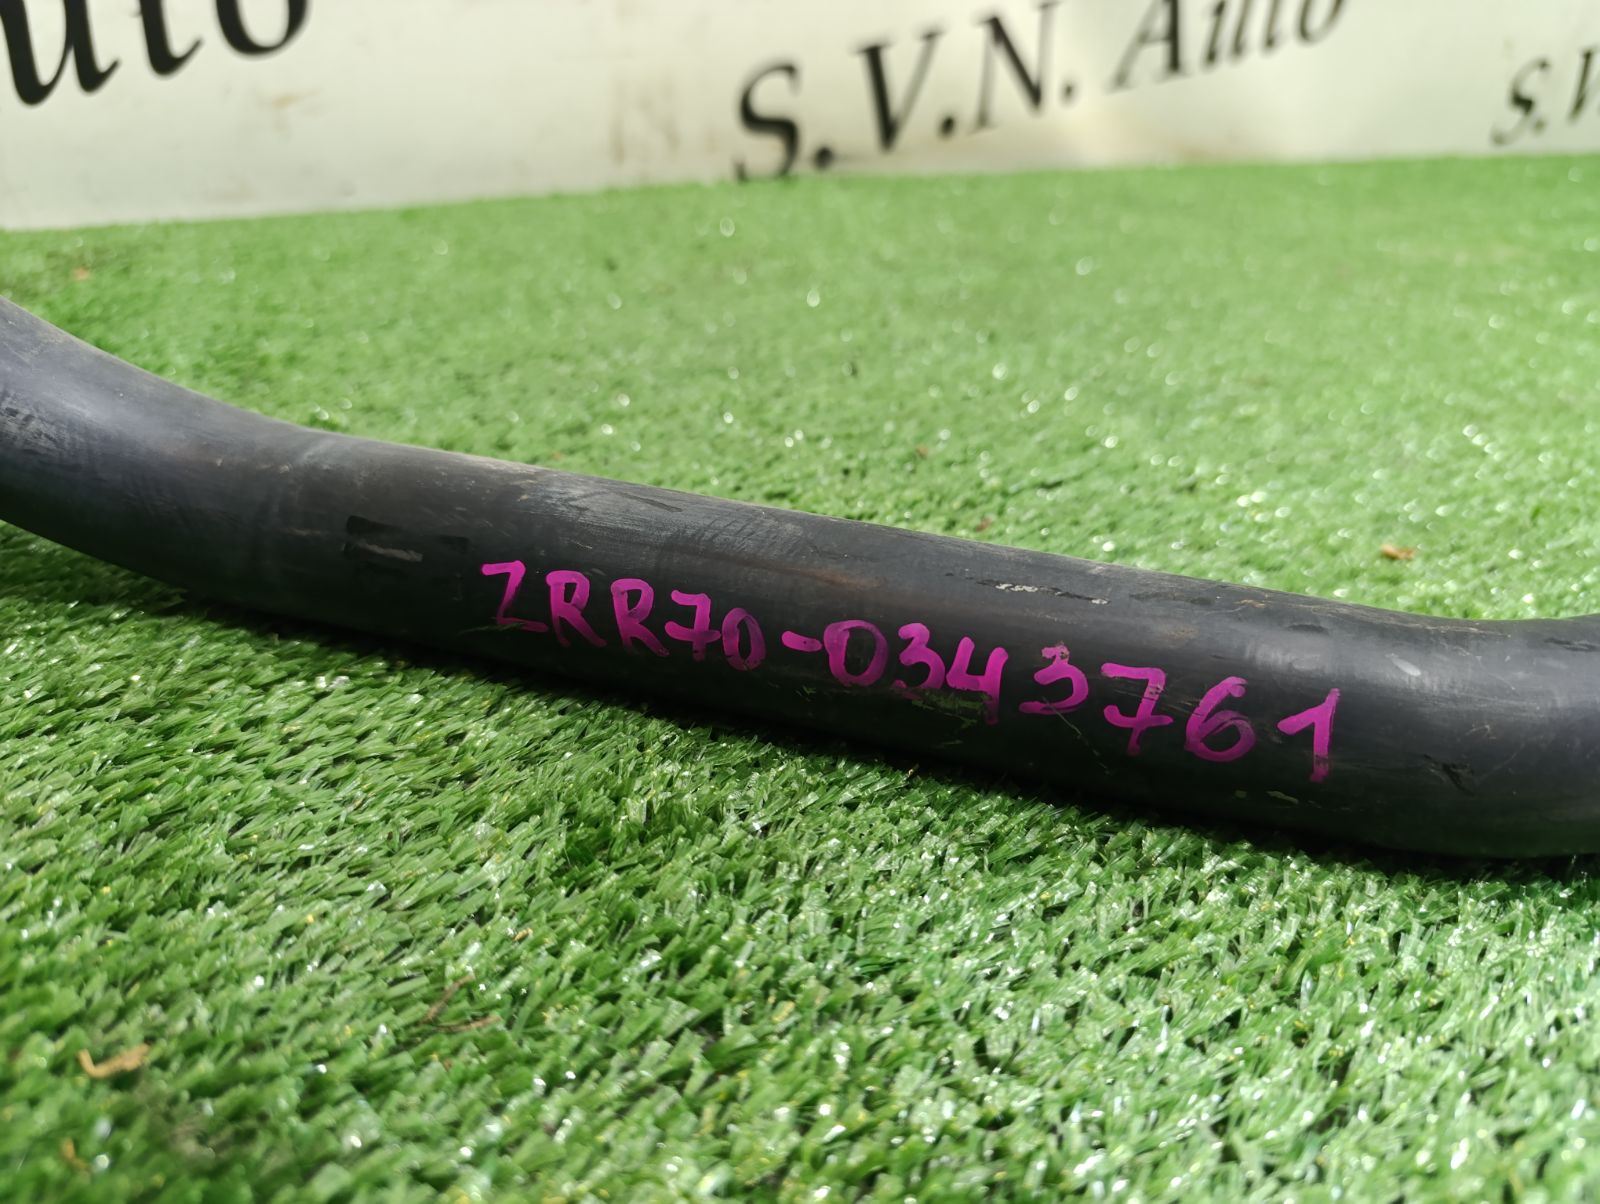 uto
S.V.N. Auto
S.V
ZRR70-0343761